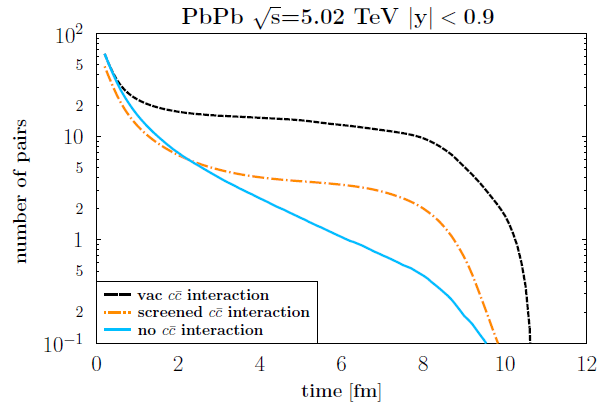 PbPb √s=5.02 TeV |y| < 0.9
number of pairs
10²
5
2
10
5
2
1
5
2
10⁻¹
vac cc̄ interaction
screened cc̄ interaction
no cc̄ interaction
0 2 4 6 8 10 12
time [fm]